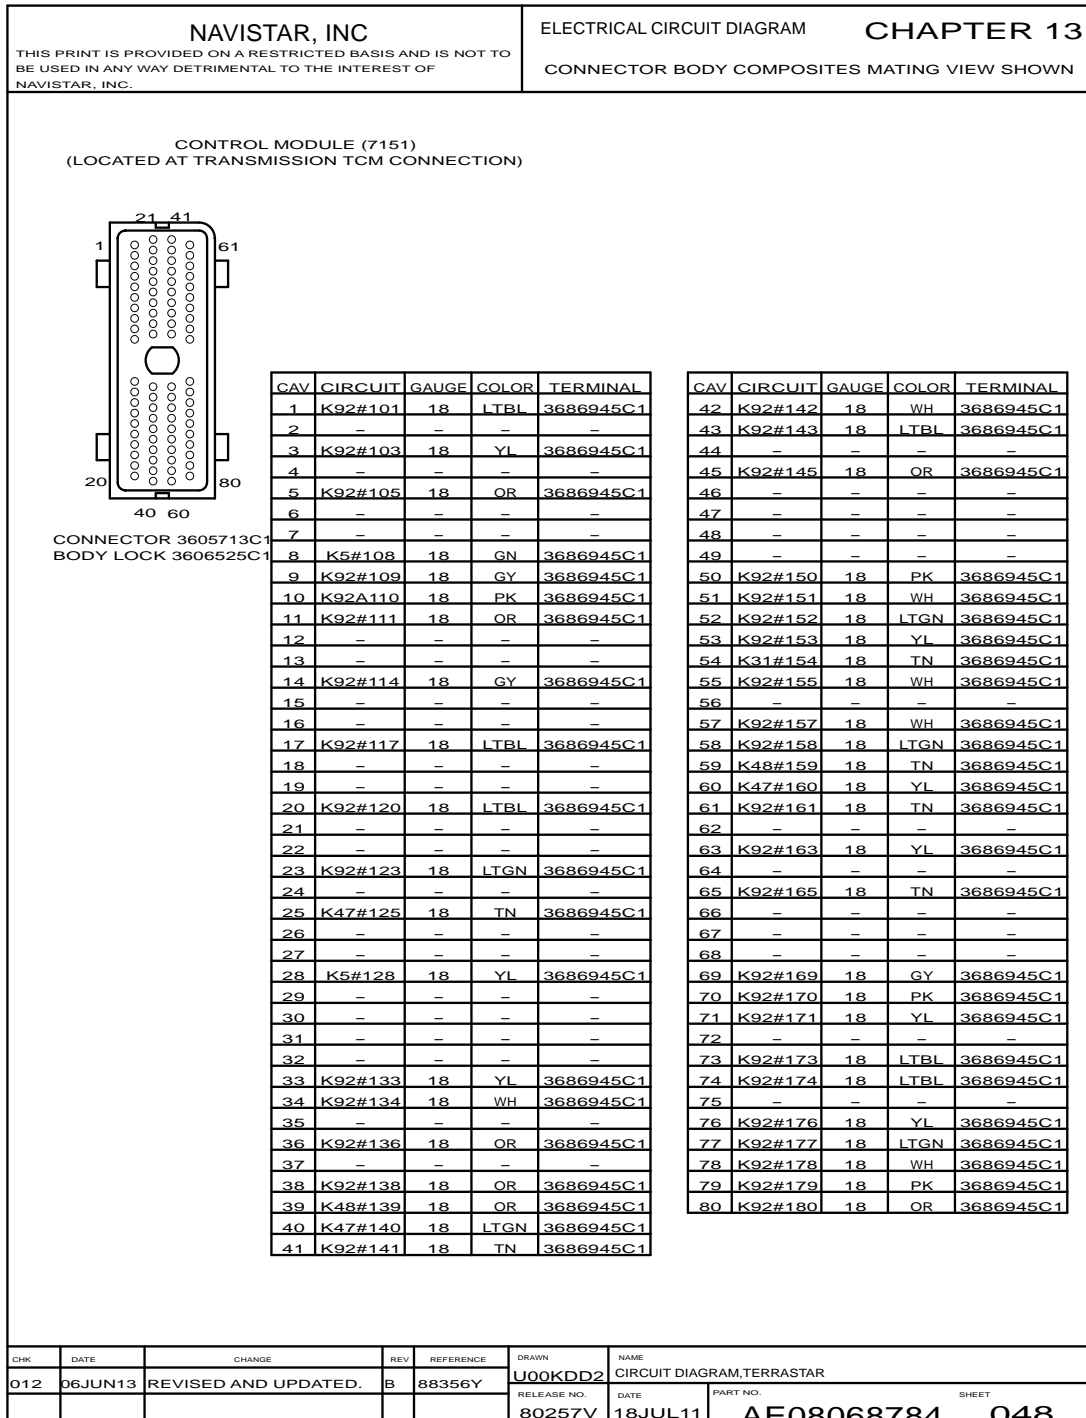 NAVISTAR, INC
THIS PRINT IS PROVIDED ON A RESTRICTED BASIS AND IS NOT TO
BE USED IN ANY WAY DETRIMENTAL TO THE INTEREST OF
NAVISTAR, INC.
ELECTRICAL CIRCUIT DIAGRAM CHAPTER 13
CONNECTOR BODY COMPOSITES MATING VIEW SHOWN
CONTROL MODULE (7151)
(LOCATED AT TRANSMISSION TCM CONNECTION)
21 41
1 61
20 80
40 60
CONNECTOR 3605713C1
BODY LOCK 3606525C1
CAV CIRCUIT GAUGE COLOR TERMINAL
1 K92#101 18 LTBL 3686945C1
2 – – – –
3 K92#103 18 YL 3686945C1
4 – – – –
5 K92#105 18 OR 3686945C1
6 – – – –
7 – – – –
8 K5#108 18 GN 3686945C1
9 K92#109 18 GY 3686945C1
10 K92A110 18 PK 3686945C1
11 K92#111 18 OR 3686945C1
12 – – – –
13 – – – –
14 K92#114 18 GY 3686945C1
15 – – – –
16 – – – –
17 K92#117 18 LTBL 3686945C1
18 – – – –
19 – – – –
20 K92#120 18 LTBL 3686945C1
21 – – – –
22 – – – –
23 K92#123 18 LTGN 3686945C1
24 – – – –
25 K47#125 18 TN 3686945C1
26 – – – –
27 – – – –
28 K5#128 18 YL 3686945C1
29 – – – –
30 – – – –
31 – – – –
32 – – – –
33 K92#133 18 YL 3686945C1
34 K92#134 18 WH 3686945C1
35 – – – –
36 K92#136 18 OR 3686945C1
37 – – – –
38 K92#138 18 OR 3686945C1
39 K48#139 18 OR 3686945C1
40 K47#140 18 LTGN 3686945C1
41 K92#141 18 TN 3686945C1
CAV CIRCUIT GAUGE COLOR TERMINAL
42 K92#142 18 WH 3686945C1
43 K92#143 18 LTBL 3686945C1
44 – – – –
45 K92#145 18 OR 3686945C1
46 – – – –
47 – – – –
48 – – – –
49 – – – –
50 K92#150 18 PK 3686945C1
51 K92#151 18 WH 3686945C1
52 K92#152 18 LTGN 3686945C1
53 K92#153 18 YL 3686945C1
54 K31#154 18 TN 3686945C1
55 K92#155 18 WH 3686945C1
56 – – – –
57 K92#157 18 WH 3686945C1
58 K92#158 18 LTGN 3686945C1
59 K48#159 18 TN 3686945C1
60 K47#160 18 YL 3686945C1
61 K92#161 18 TN 3686945C1
62 – – – –
63 K92#163 18 YL 3686945C1
64 – – – –
65 K92#165 18 TN 3686945C1
66 – – – –
67 – – – –
68 – – – –
69 K92#169 18 GY 3686945C1
70 K92#170 18 PK 3686945C1
71 K92#171 18 YL 3686945C1
72 – – – –
73 K92#173 18 LTBL 3686945C1
74 K92#174 18 LTBL 3686945C1
75 – – – –
76 K92#176 18 YL 3686945C1
77 K92#177 18 LTGN 3686945C1
78 K92#178 18 WH 3686945C1
79 K92#179 18 PK 3686945C1
80 K92#180 18 OR 3686945C1
CHK DATE CHANGE REV REFERENCE DRAWN NAME
012 06JUN13 REVISED AND UPDATED. B 88356Y U00KDD2 CIRCUIT DIAGRAM,TERRASTAR
RELEASE NO. DATE PART NO. SHEET
80257V 18JUL11 AE08068784 048